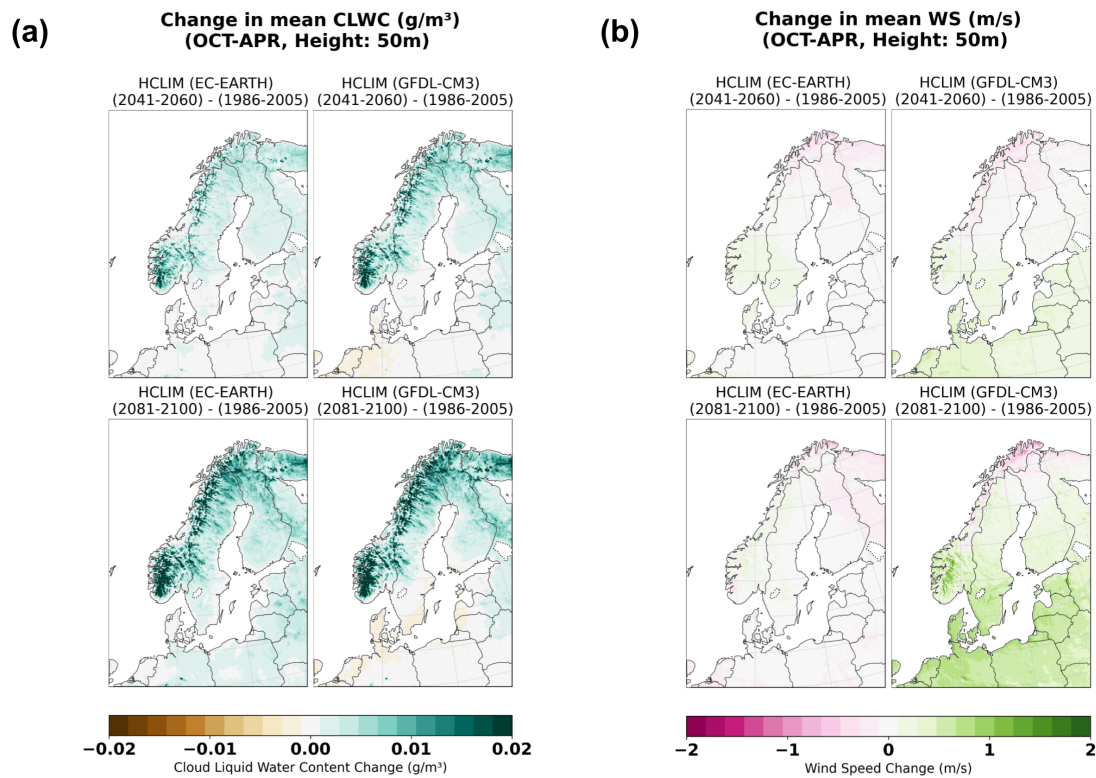 (a)
Change in mean CLWC (g/m³)
(OCT-APR, Height: 50m)
HCLIM (EC-EARTH)
(2041-2060) - (1986-2005)
HCLIM (GFDL-CM3)
(2041-2060) - (1986-2005)
HCLIM (EC-EARTH)
(2081-2100) - (1986-2005)
HCLIM (GFDL-CM3)
(2081-2100) - (1986-2005)
−0.02 −0.01 0.00 0.01 0.02
Cloud Liquid Water Content Change (g/m³)
(b)
Change in mean WS (m/s)
(OCT-APR, Height: 50m)
HCLIM (EC-EARTH)
(2041-2060) - (1986-2005)
HCLIM (GFDL-CM3)
(2041-2060) - (1986-2005)
HCLIM (EC-EARTH)
(2081-2100) - (1986-2005)
HCLIM (GFDL-CM3)
(2081-2100) - (1986-2005)
−2 −1 0 1 2
Wind Speed Change (m/s)